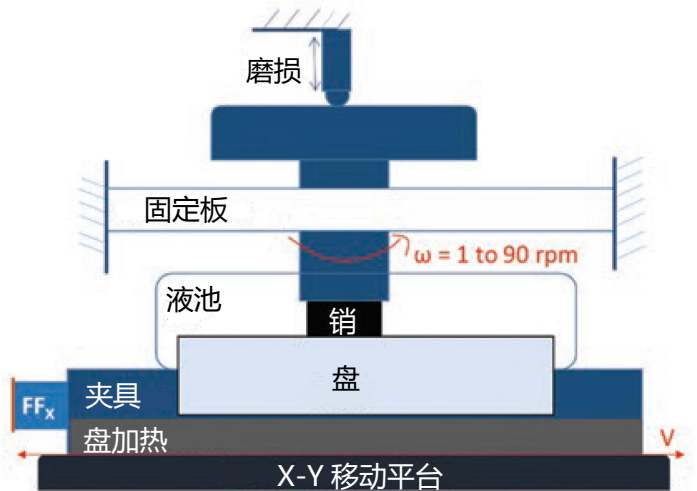 磨损
固定板
ω = 1 to 90 rpm
液池
销
盘
夹具
FFx
盘加热
V
X-Y 移动平台